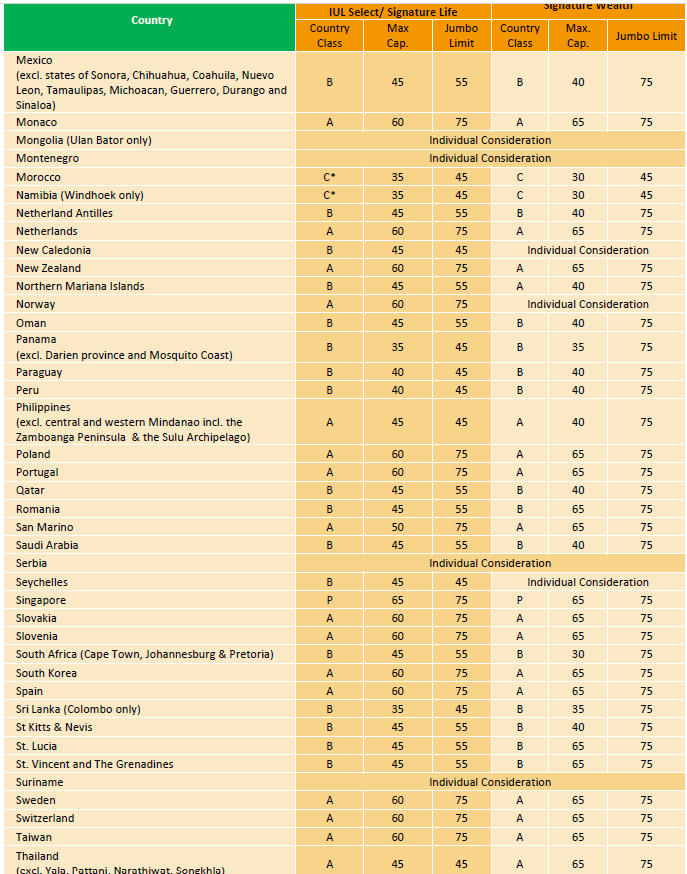 Country IUL Select/ Signature Life Signature Wealth
Country Class Max Cap. Jumbo Limit Country Class Max. Cap. Jumbo Limit
Mexico
(excl. states of Sonora, Chihuahua, Coahuila, Nuevo
Leon, Tamaulipas, Michoacan, Guerrero, Durango and
Sinaloa) B 45 55 B 40 75
Monaco A 60 75 A 65 75
Mongolia (Ulan Bator only) Individual Consideration
Montenegro Individual Consideration
Morocco C* 35 45 C 30 45
Namibia (Windhoek only) C* 35 45 C 30 45
Netherland Antilles B 45 55 B 40 75
Netherlands A 60 75 A 65 75
New Caledonia B 45 45 Individual Consideration
New Zealand A 60 75 A 65 75
Northern Mariana Islands B 45 55 A 40 75
Norway A 60 75 Individual Consideration
Oman B 45 55 B 40 75
Panama
(excl. Darien province and Mosquito Coast) B 35 45 B 35 75
Paraguay B 40 45 B 40 75
Peru B 40 45 B 40 75
Philippines
(excl. central and western Mindanao incl. the
Zamboanga Peninsula & the Sulu Archipelago) A 45 45 A 40 75
Poland A 60 75 A 65 75
Portugal A 60 75 A 65 75
Qatar B 45 55 B 40 75
Romania B 45 55 B 65 75
San Marino A 50 75 A 65 75
Saudi Arabia B 45 55 B 40 75
Serbia Individual Consideration
Seychelles B 45 45 Individual Consideration
Singapore P 65 75 P 65 75
Slovakia A 60 75 A 65 75
Slovenia A 60 75 A 65 75
South Africa (Cape Town, Johannesburg & Pretoria) B 45 55 B 30 75
South Korea A 60 75 A 65 75
Spain A 60 75 A 65 75
Sri Lanka (Colombo only) B 35 45 B 35 75
St Kitts & Nevis B 45 55 B 40 75
St. Lucia B 45 55 B 65 75
St. Vincent and The Grenadines B 45 55 B 65 75
Suriname Individual Consideration
Sweden A 60 75 A 65 75
Switzerland A 60 75 A 65 75
Taiwan A 60 75 A 65 75
Thailand
(excl. Yala, Pattani, Narathiwat, Songkhla) A 45 45 A 65 75